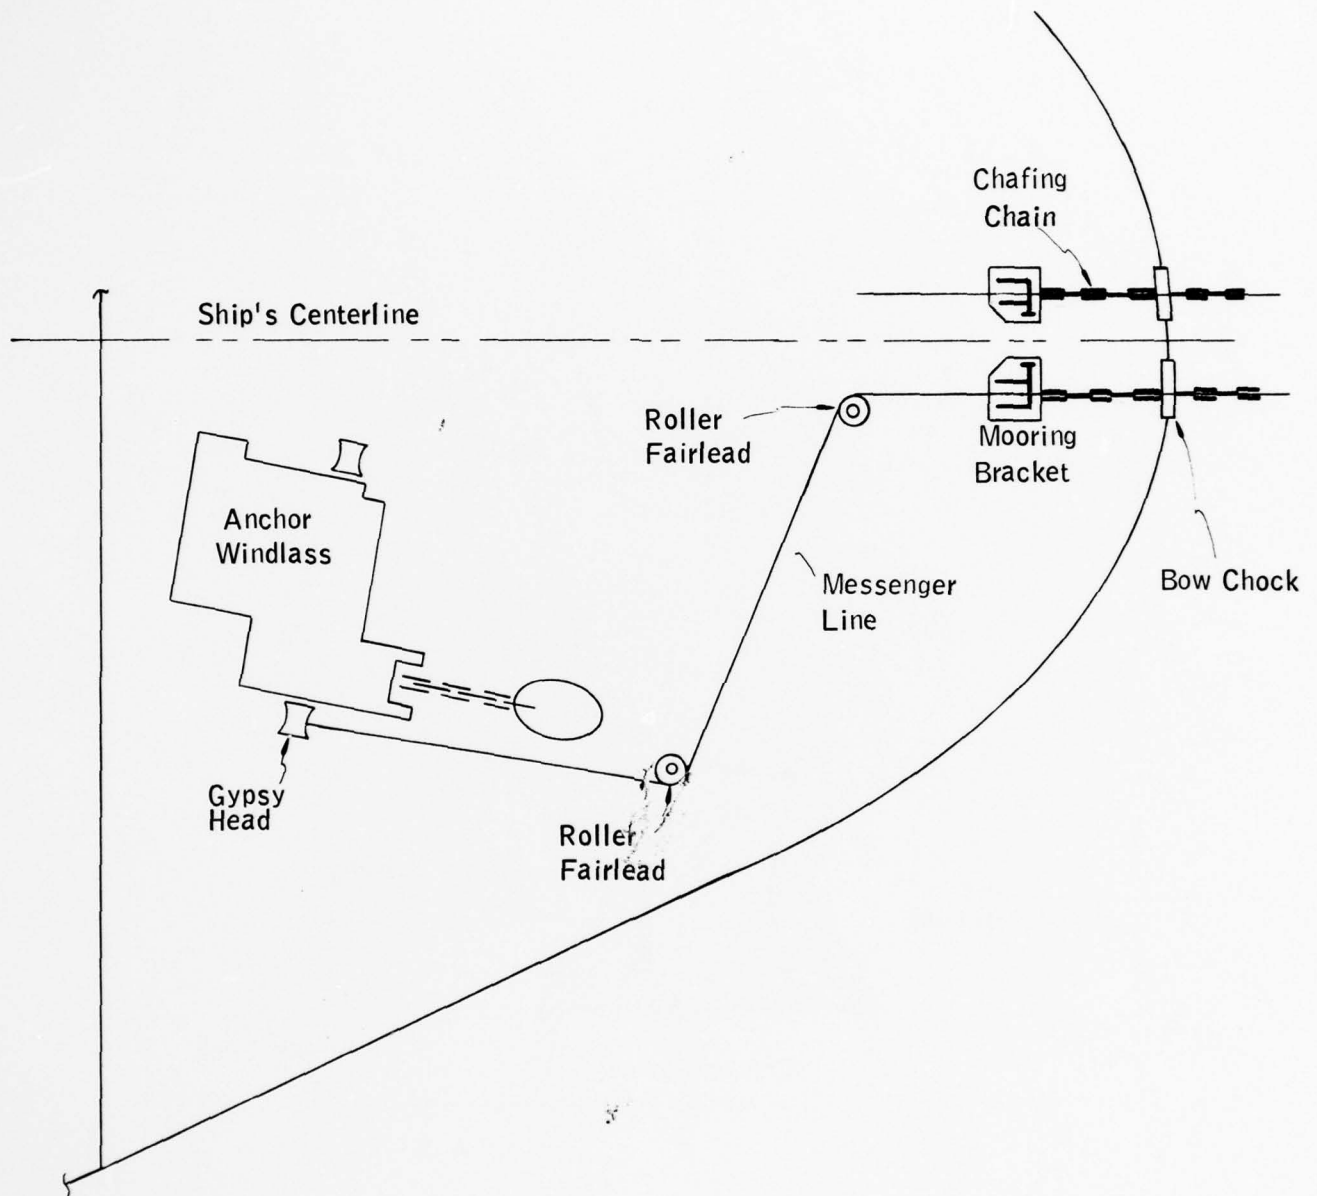 Chafing
Chain
Ship's Centerline
Roller
Fairlead
Mooring
Bracket
Anchor
Windlass
Messenger
Line
Bow Chock
Gypsy
Head
Roller
Fairlead